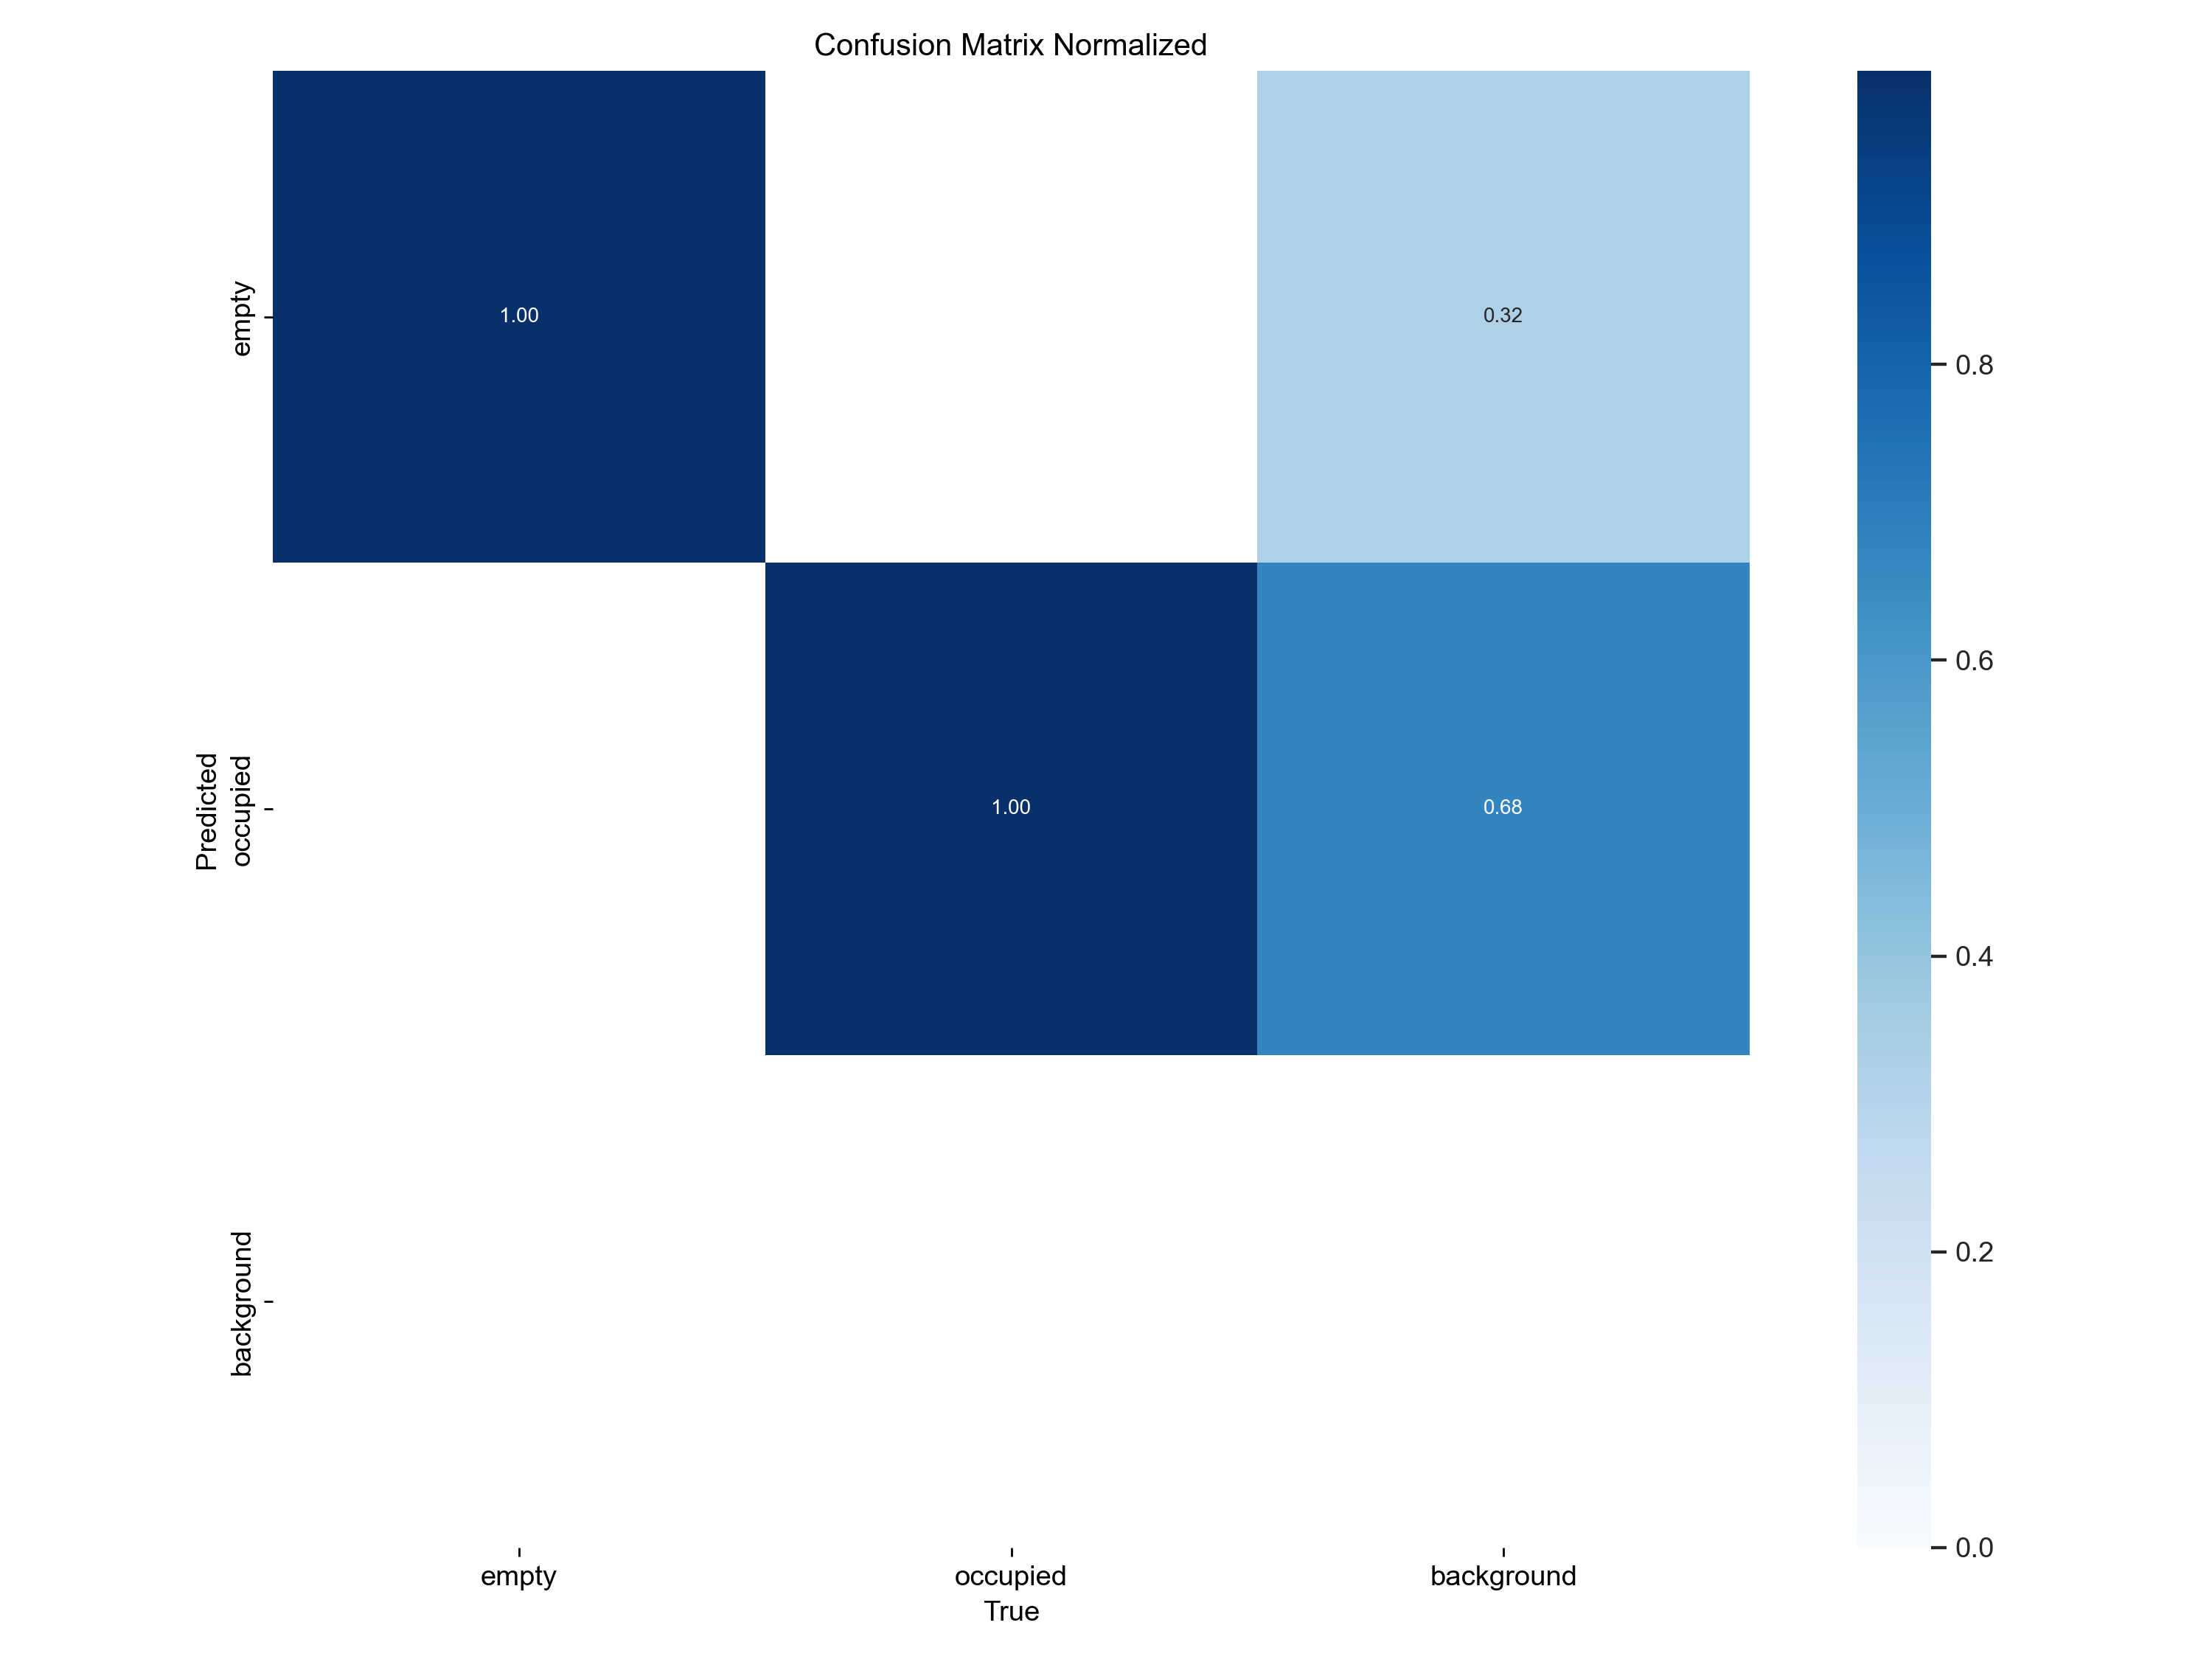 Confusion Matrix Normalized
empty
1.00
0.32
Predicted
occupied
1.00
0.68
background
empty
occupied
background
True
0.8
0.6
0.4
0.2
0.0